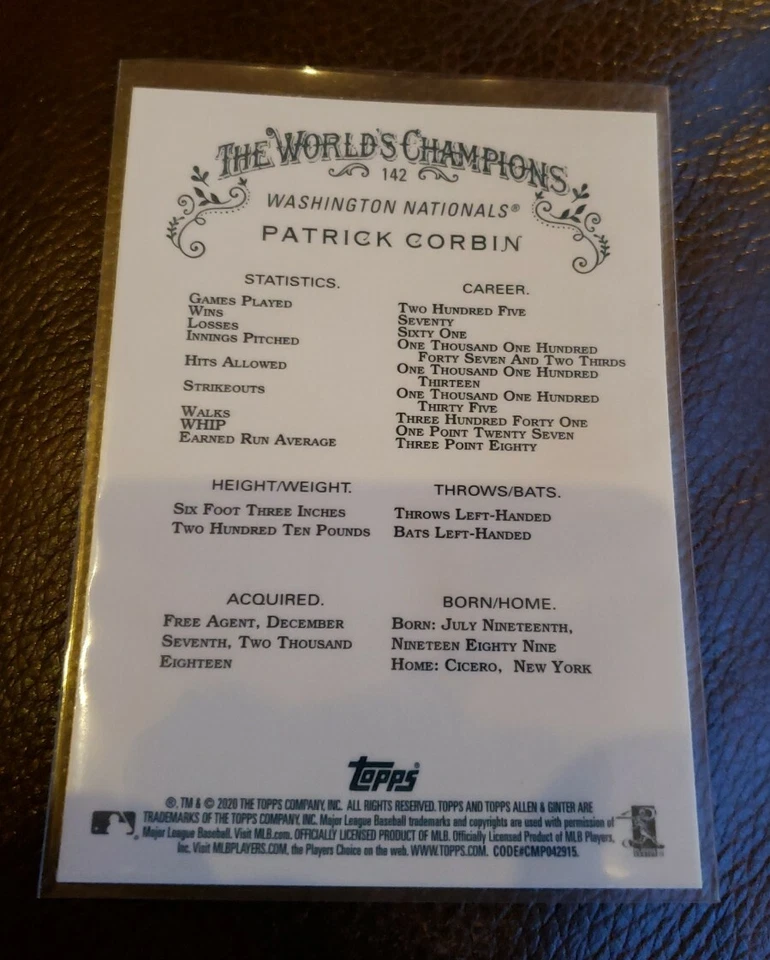 THE WORLD'S CHAMPIONS
142
WASHINGTON NATIONALS®
PATRICK CORBIN
STATISTICS.
CAREER.
GAMES PLAYED
TWO HUNDRED FIVE
WINS
SEVENTY
LOSSES
SIXTY ONE
INNINGS PITCHED
ONE THOUSAND ONE HUNDRED
FORTY SEVEN AND TWO THIRDS
HITS ALLOWED
ONE THOUSAND ONE HUNDRED
THIRTEEN
STRIKEOUTS
ONE THOUSAND ONE HUNDRED
THIRTY FIVE
WALKS
THREE HUNDRED FORTY ONE
WHIP
ONE POINT TWENTY SEVEN
EARNED RUN AVERAGE
THREE POINT EIGHTY
HEIGHT/WEIGHT.
SIX FOOT THREE INCHES
TWO HUNDRED TEN POUNDS
THROWS/BATS.
THROWS LEFT-HANDED
BATS LEFT-HANDED
ACQUIRED.
FREE AGENT, DECEMBER
SEVENTH, TWO THOUSAND
EIGHTEEN
BORN/HOME.
BORN: JULY NINETEENTH,
NINETEEN EIGHTY NINE
HOME: CICERO, NEW YORK
Topps®
®, TM & © 2020 THE TOPPS COMPANY, INC. ALL RIGHTS RESERVED. TOPPS AND TOPPS ALLEN & GINTER ARE
TRADEMARKS OF THE TOPPS COMPANY, INC. Major League Baseball trademarks and copyrights are used with permission of
Major League Baseball. Visit MLB.com. OFFICIALLY LICENSED PRODUCT OF MLB. Officially Licensed Product of MLB Players,
Inc. Visit MLBPLAYERS.COM, the Players Choice on the web. WWW.TOPPS.COM. CODE#CMP042915.